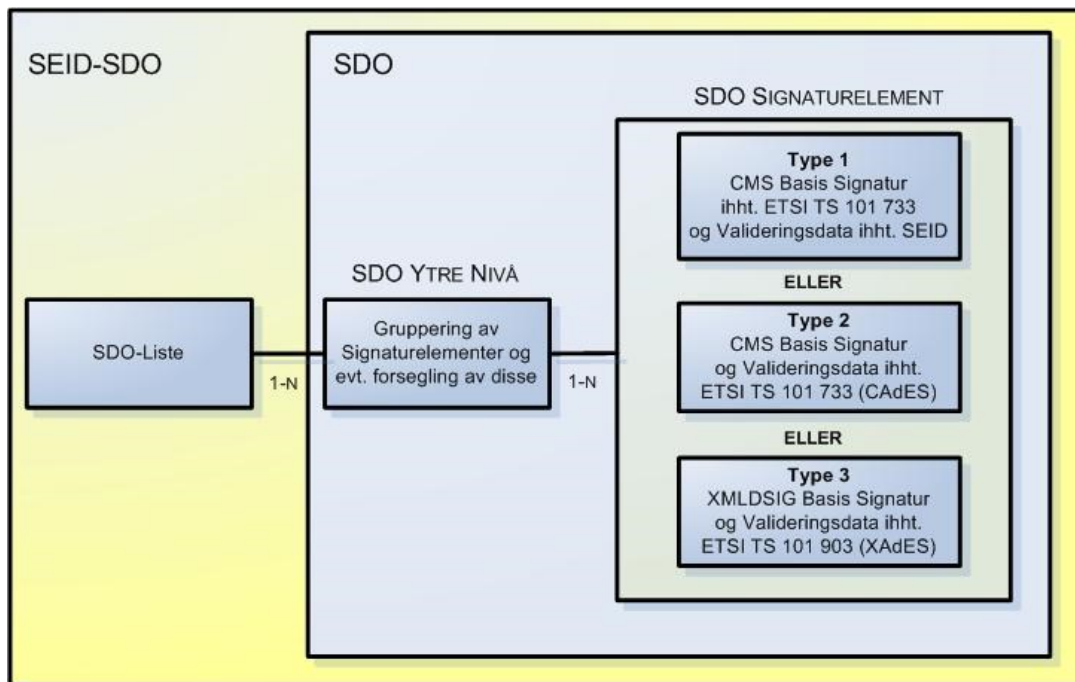 SEID-SDO
SDO
SDO SIGNATURELEMENT
Type 1
CMS Basis Signatur
ihht. ETSI TS 101 733
og Valideringsdata ihht. SEID
ELLER
Type 2
CMS Basis Signatur
og Valideringsdata ihht.
ETSI TS 101 733 (CAdES)
ELLER
Type 3
XMLDSIG Basis Signatur
og Valideringsdata ihht.
ETSI TS 101 903 (XAdES)
SDO YTRE NIVÅ
Gruppering av
Signaturelementer og
evt. forsegling av disse
SDO-Liste
1-N
1-N